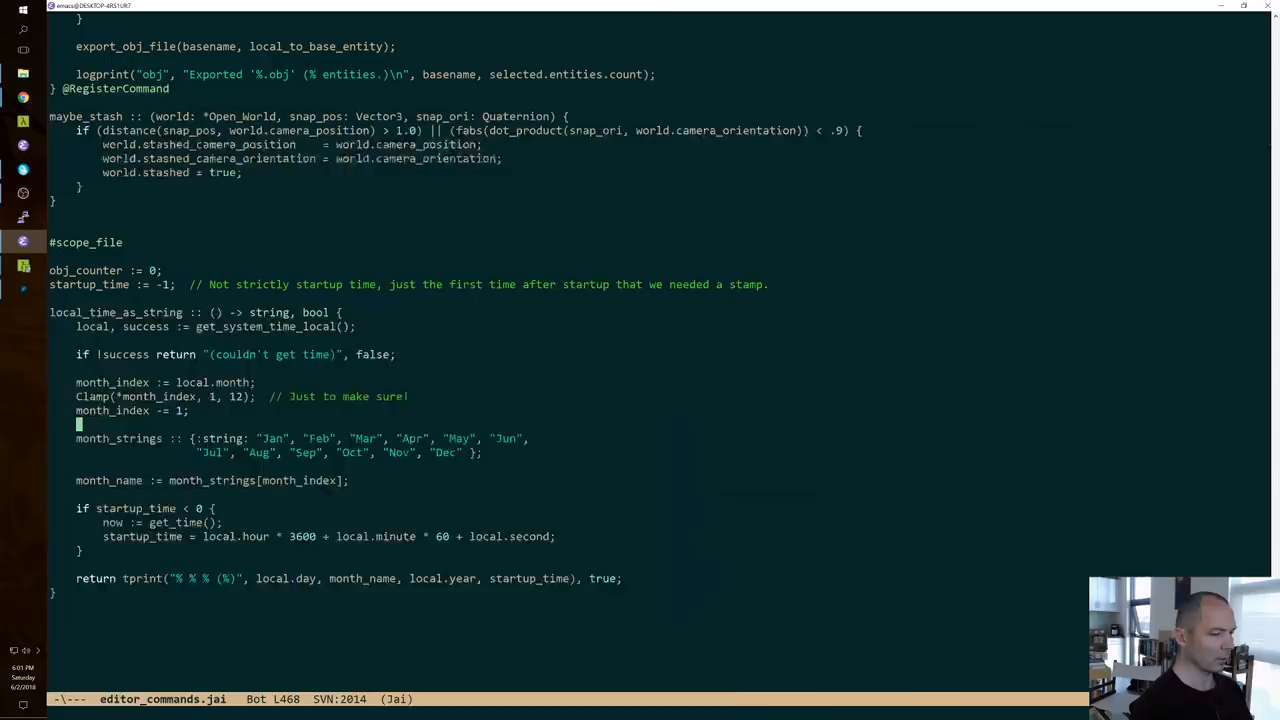 emacs@DESKTOP-4RS1UR7
}
export_obj_file(basename, local_to_base_entity);
logprint("obj", "Exported '%.obj' (% entities.)\n", basename, selected.entities.count);
} @RegisterCommand
maybe_stash :: (world: *Open_World, snap_pos: Vector3, snap_ori: Quaternion) {
if (distance(snap_pos, world.camera_position) > 1.0) || (fabs(dot_product(snap_ori, world.camera_orientation)) < .9) {
world.stashed_camera_position    = world.camera_position;
world.stashed_camera_orientation = world.camera_orientation;
world.stashed = true;
}
}
#scope_file
obj_counter := 0;
startup_time := -1;  // Not strictly startup time, just the first time after startup that we needed a stamp.
local_time_as_string :: () -> string, bool {
local, success := get_system_time_local();
if !success return "(couldn't get time)", false;
month_index := local.month;
Clamp(*month_index, 1, 12);  // Just to make sure!
month_index -= 1;
month_strings :: {:string: "Jan", "Feb", "Mar", "Apr", "May", "Jun",
"Jul", "Aug", "Sep", "Oct", "Nov", "Dec" };
month_name := month_strings[month_index];
if startup_time < 0 {
now := get_time();
startup_time = local.hour * 3600 + local.minute * 60 + local.second;
}
return tprint("% % % (%)", local.day, month_name, local.year, startup_time), true;
}
6:01 PM
Saturday
6/2/2018
-\---  editor_commands.jai   Bot L468  SVN:2014  (Jai)